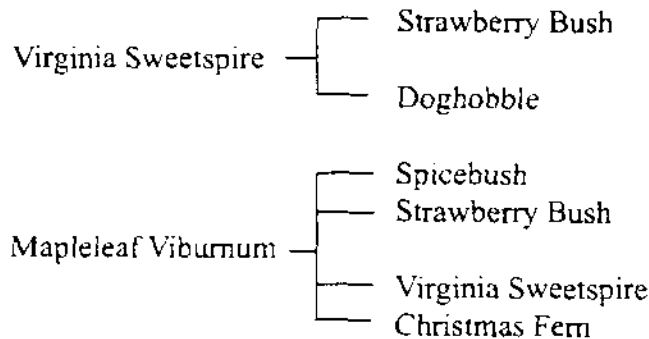 Strawberry Bush
Virginia Sweetspire
Doghobble
Spicebush
Strawberry Bush
Mapleleaf Viburnum
Virginia Sweetspire
Christmas Fern